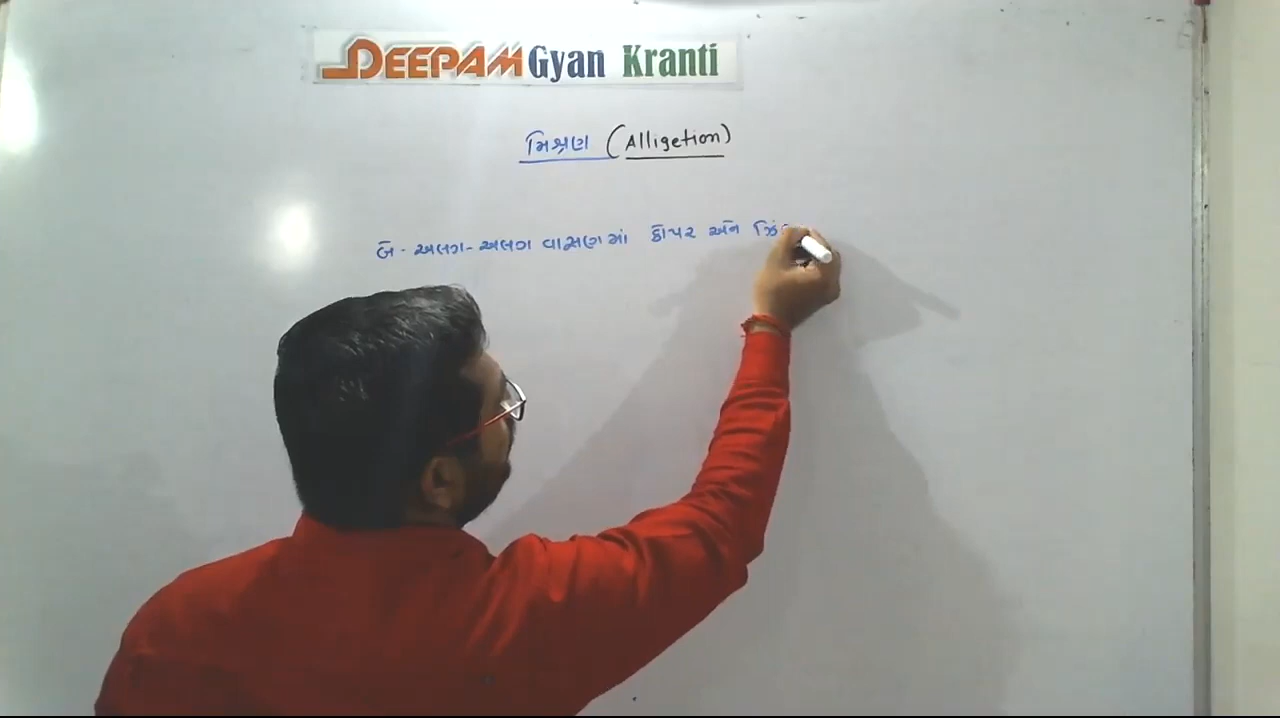 DEEPAM Gyan Kranti
મિશ્રણ (Alligetion)
બે - અલગ - અલગ વાસણમાં કોપર અને